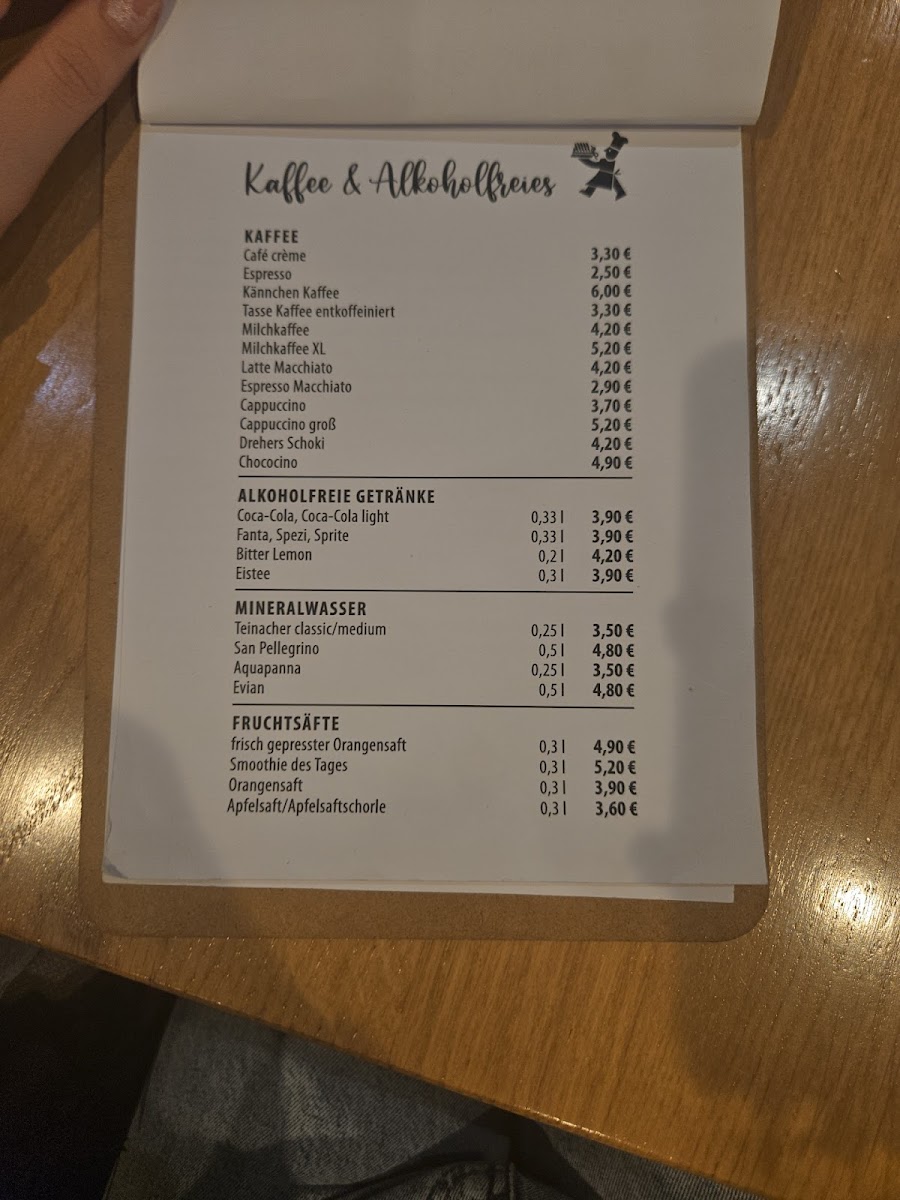 Kaffee & Alkoholfreies
KAFFEE
Café crème 3,30 €
Espresso 2,50 €
Kännchen Kaffee 6,00 €
Tasse Kaffee entkoffeiniert 3,30 €
Milchkaffee 4,20 €
Milchkaffee XL 5,20 €
Latte Macchiato 4,20 €
Espresso Macchiato 2,90 €
Cappuccino 3,70 €
Cappuccino groß 5,20 €
Drehers Schoki 4,20 €
Chococino 4,90 €
ALKOHOLFREIE GETRÄNKE
Coca-Cola, Coca-Cola light 0,33 l 3,90 €
Fanta, Spezi, Sprite 0,33 l 3,90 €
Bitter Lemon 0,2 l 4,20 €
Eistee 0,3 l 3,90 €
MINERALWASSER
Teinacher classic/medium 0,25 l 3,50 €
San Pellegrino 0,5 l 4,80 €
Aquapanna 0,25 l 3,50 €
Evian 0,5 l 4,80 €
FRUCHTSÄFTE
frisch gepresster Orangensaft 0,3 l 4,90 €
Smoothie des Tages 0,3 l 5,20 €
Orangensaft 0,3 l 3,90 €
Apfelsaft/Apfelsaftschorle 0,3 l 3,60 €